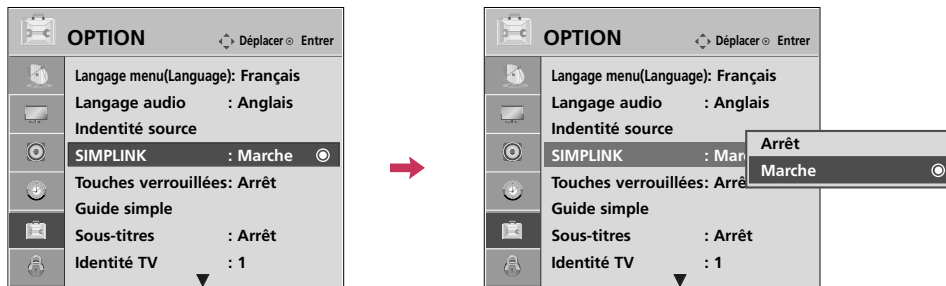 OPTION
Déplacer Entrer
Langage menu(Language): Français
Langage audio : Anglais
Indentité source
SIMPLINK : Marche
Touches verrouillées: Arrêt
Guide simple
Sous-titres : Arrêt
Identité TV : 1
OPTION
Déplacer Entrer
Langage menu(Language): Français
Langage audio : Anglais
Indentité source
SIMPLINK : Mar
Touches verrouillées: Arrê
Guide simple
Sous-titres : Arrêt
Identité TV : 1
Arrêt
Marche